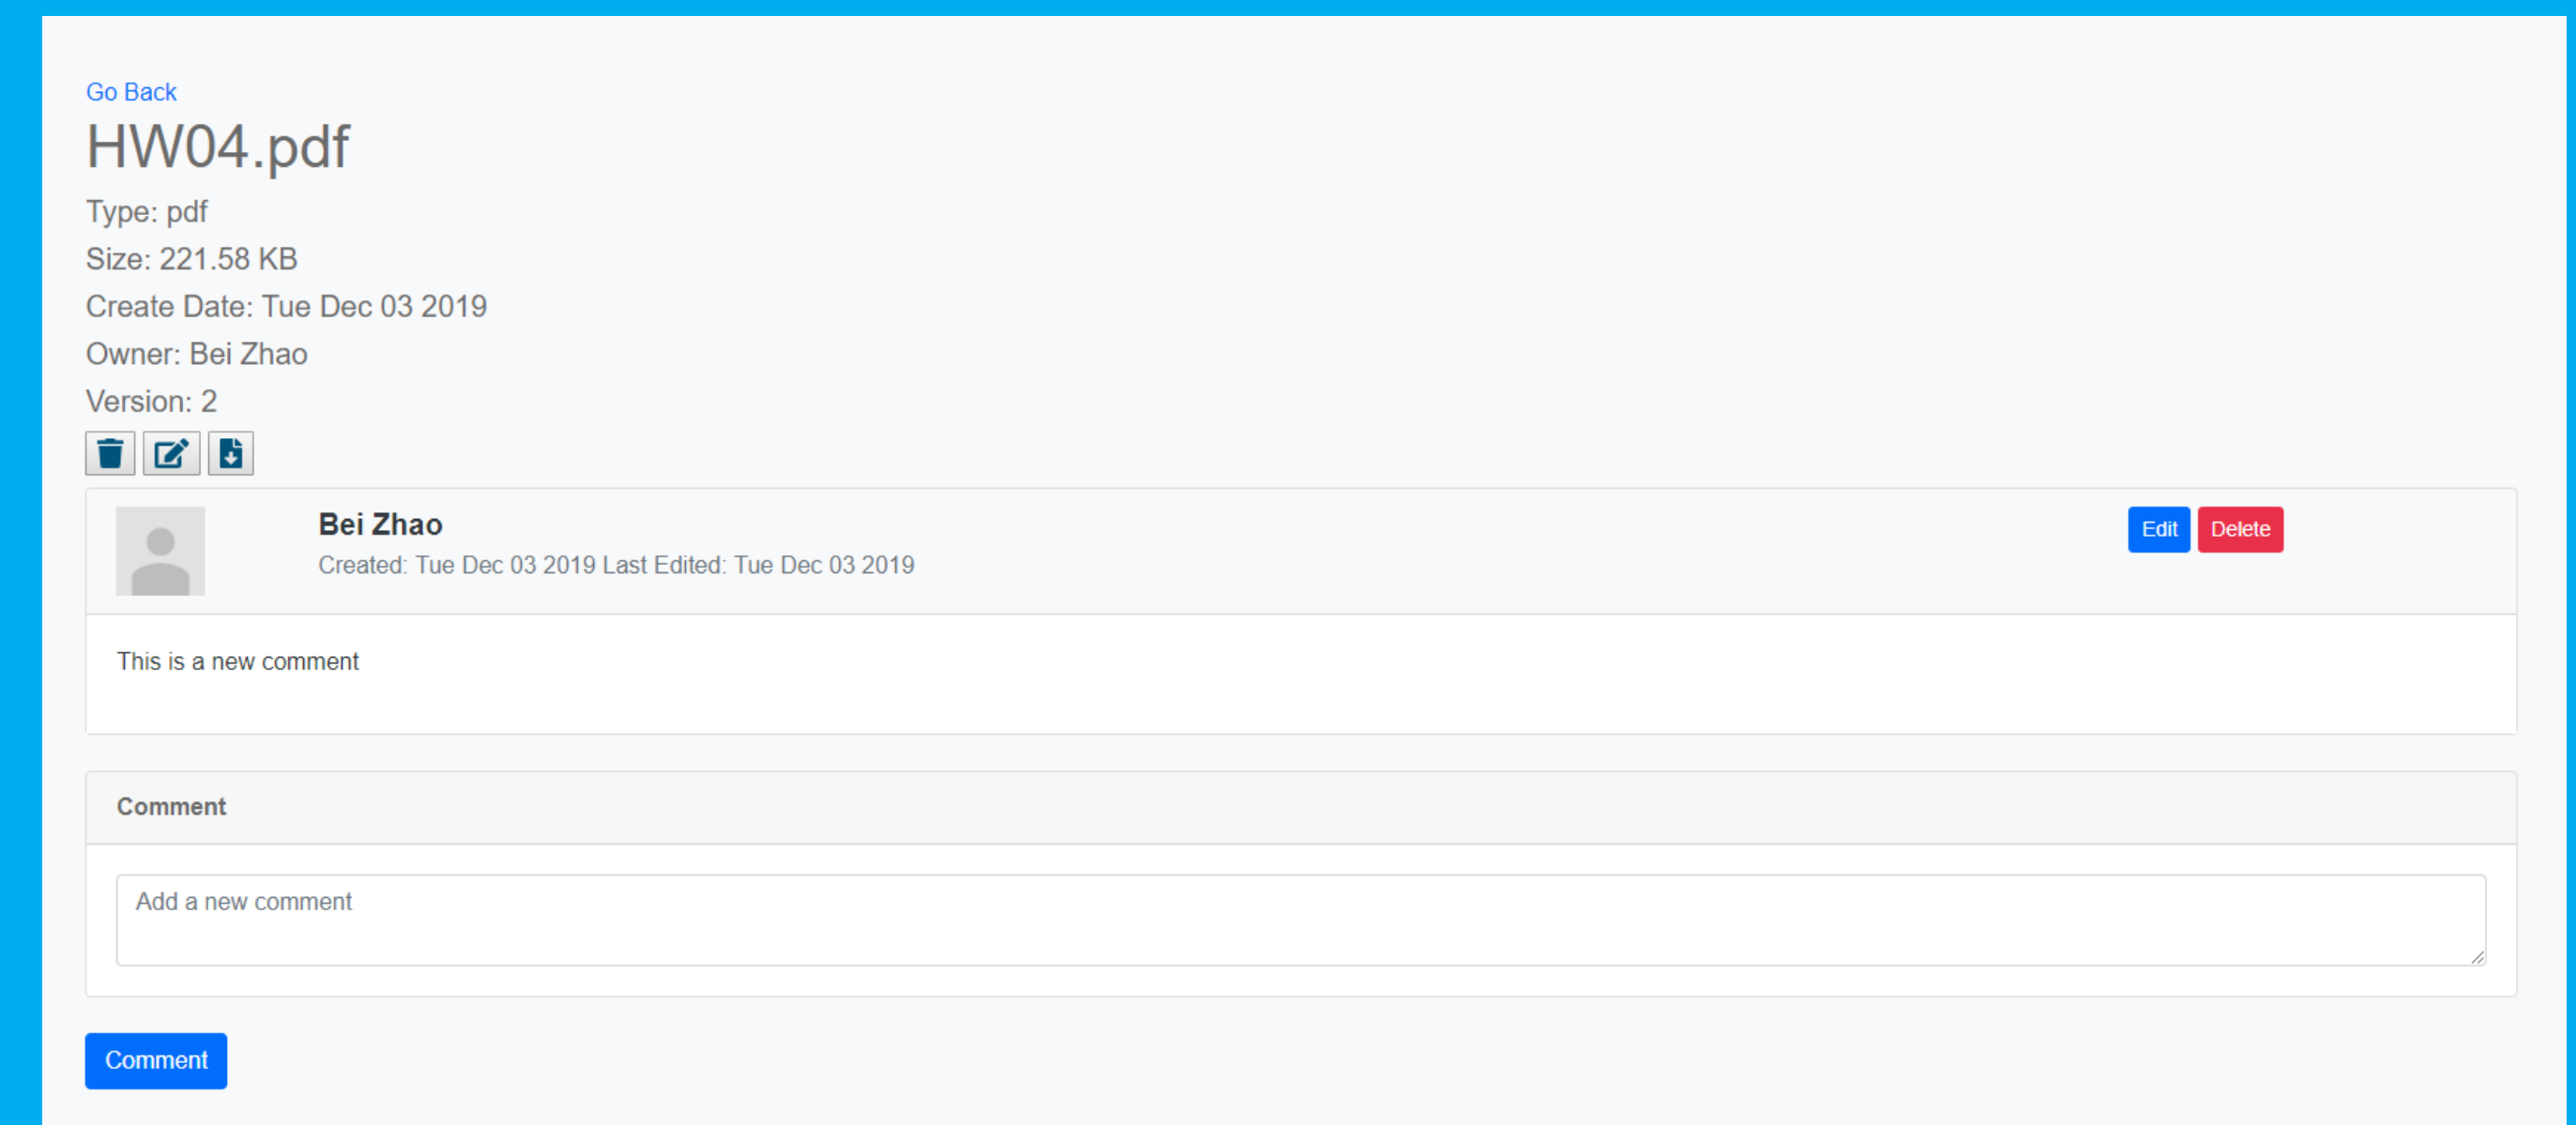 Go Back
HW04.pdf
Type: pdf
Size: 221.58 KB
Create Date: Tue Dec 03 2019
Owner: Bei Zhao
Version: 2
Bei Zhao
Edit Delete
Created: Tue Dec 03 2019 Last Edited: Tue Dec 03 2019
This is a new comment
Comment
Add a new comment
Comment